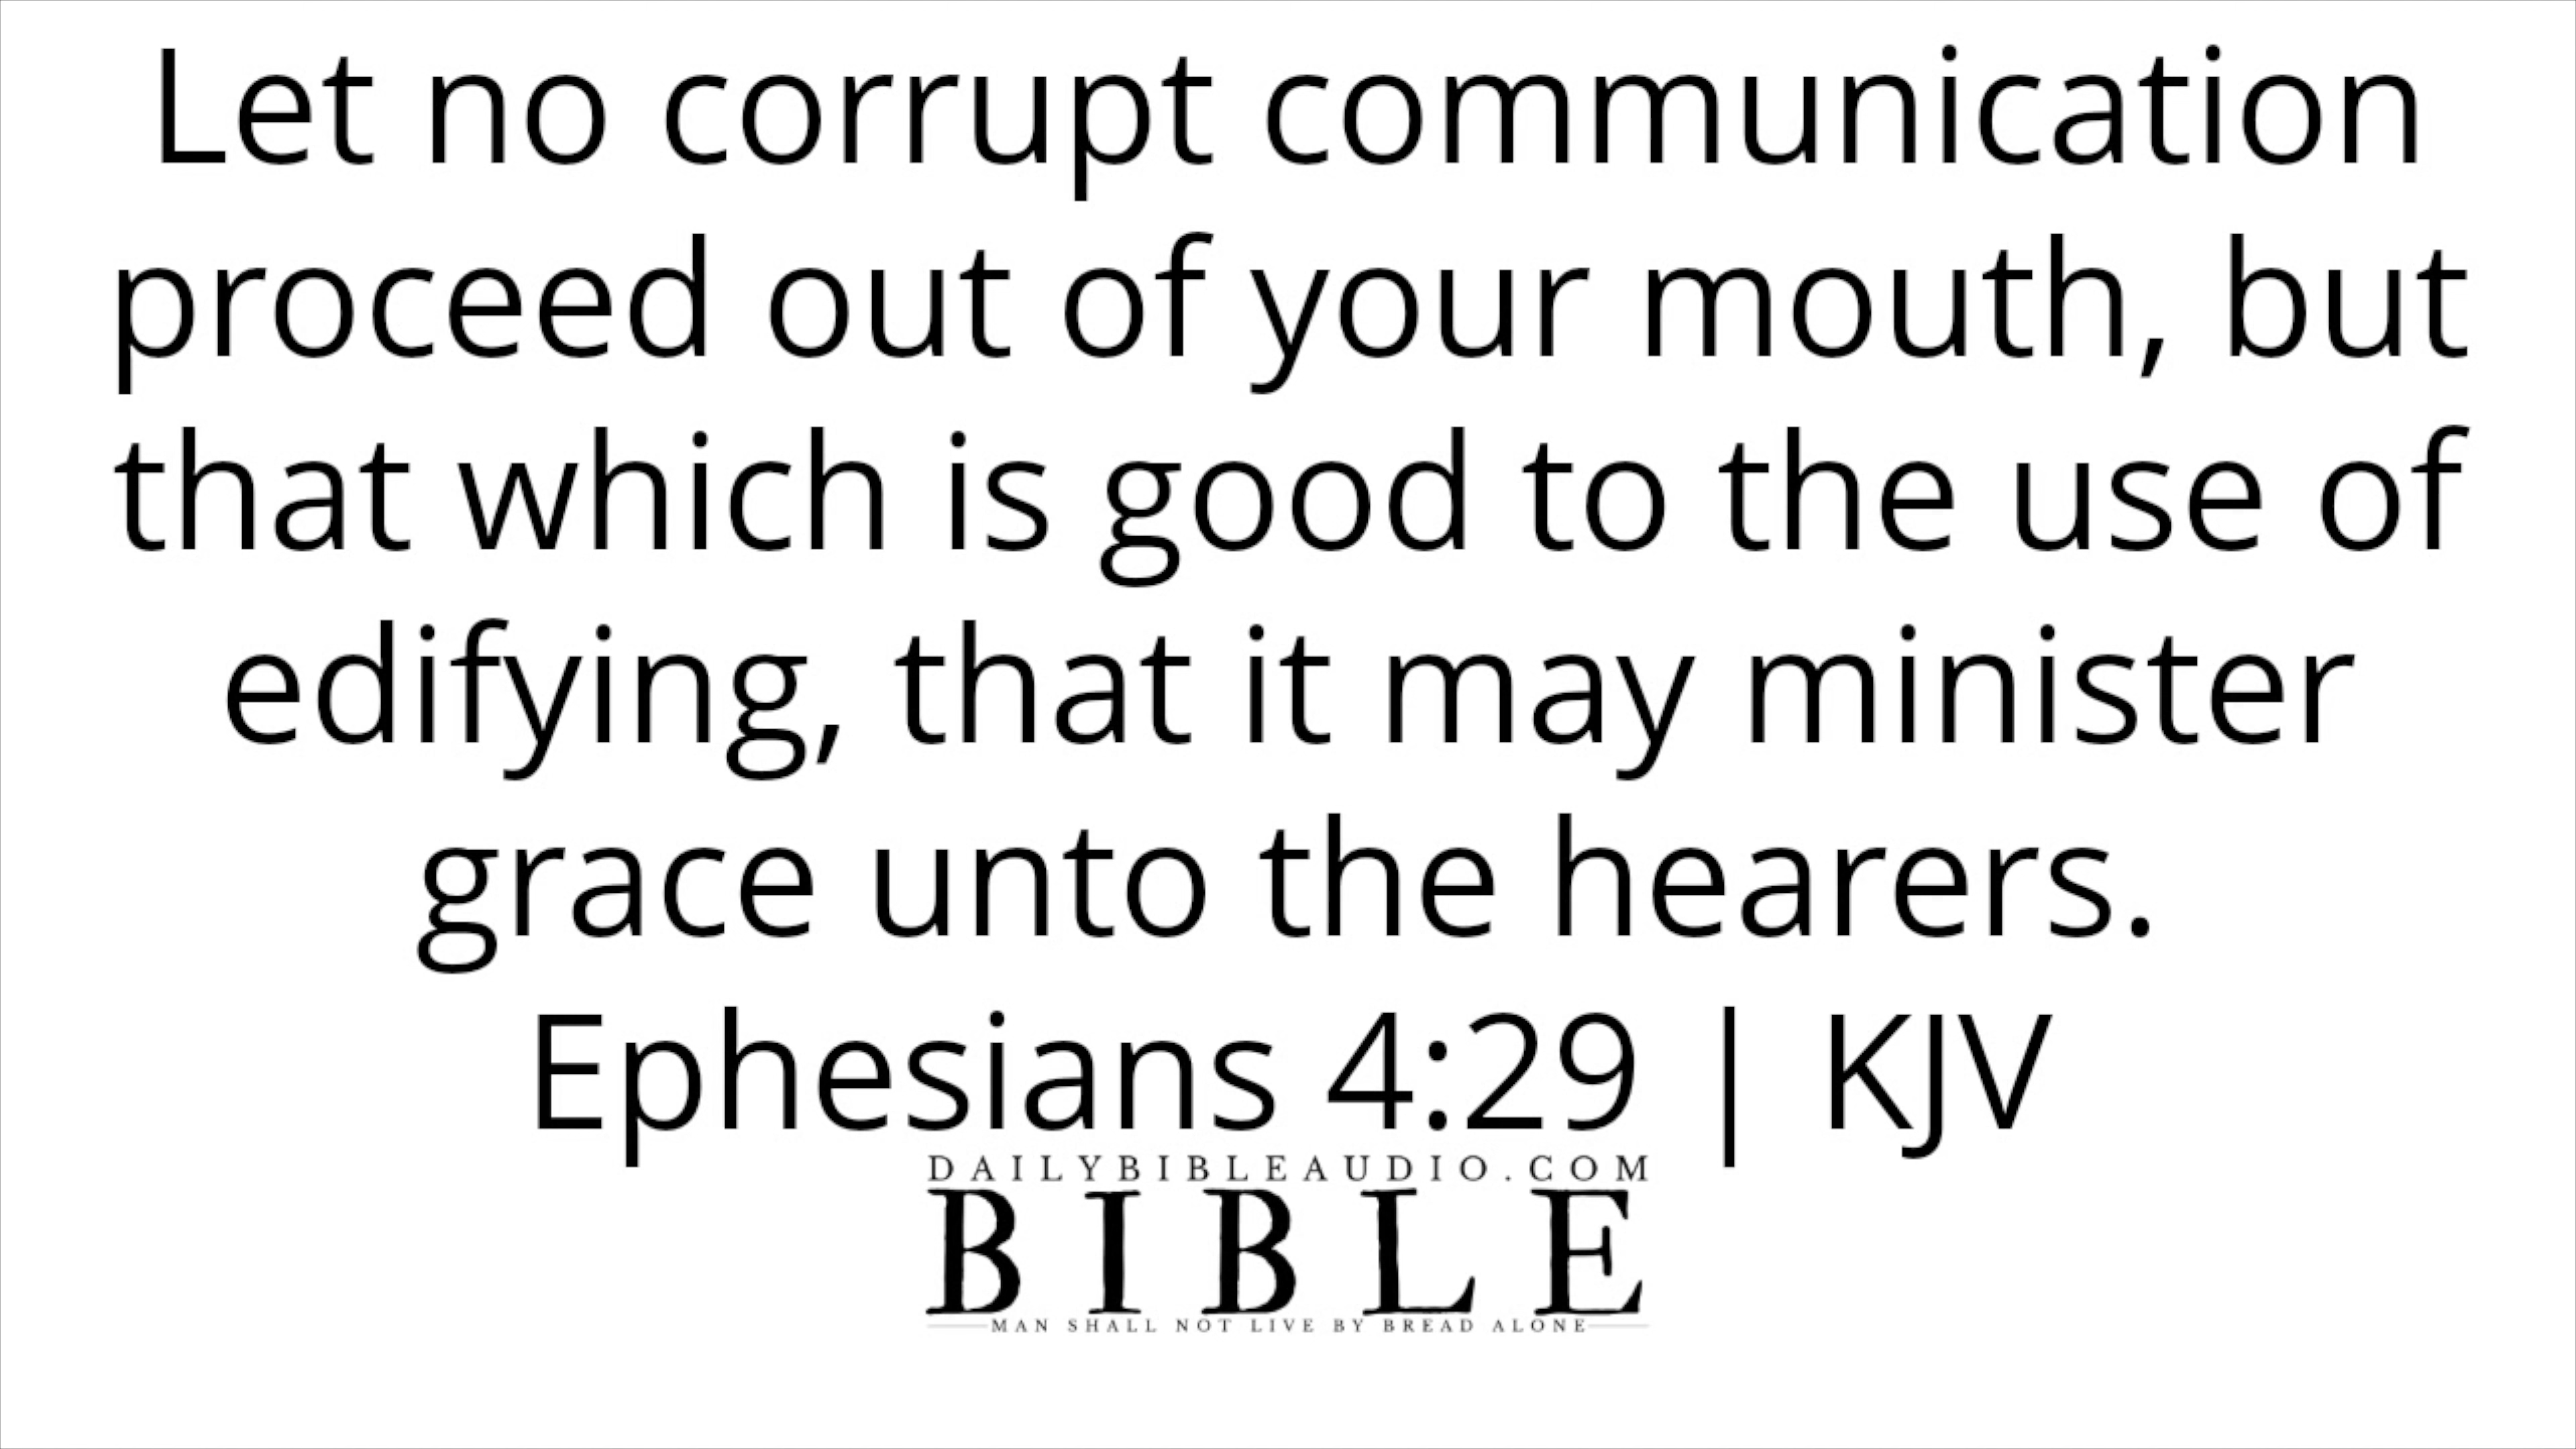 Let no corrupt communication
proceed out of your mouth, but
that which is good to the use of
edifying, that it may minister
grace unto the hearers.
Ephesians 4:29 | KJV
DAILYBIBLEAUDIO.COM
BIBLE
MAN SHALL NOT LIVE BY BREAD ALONE